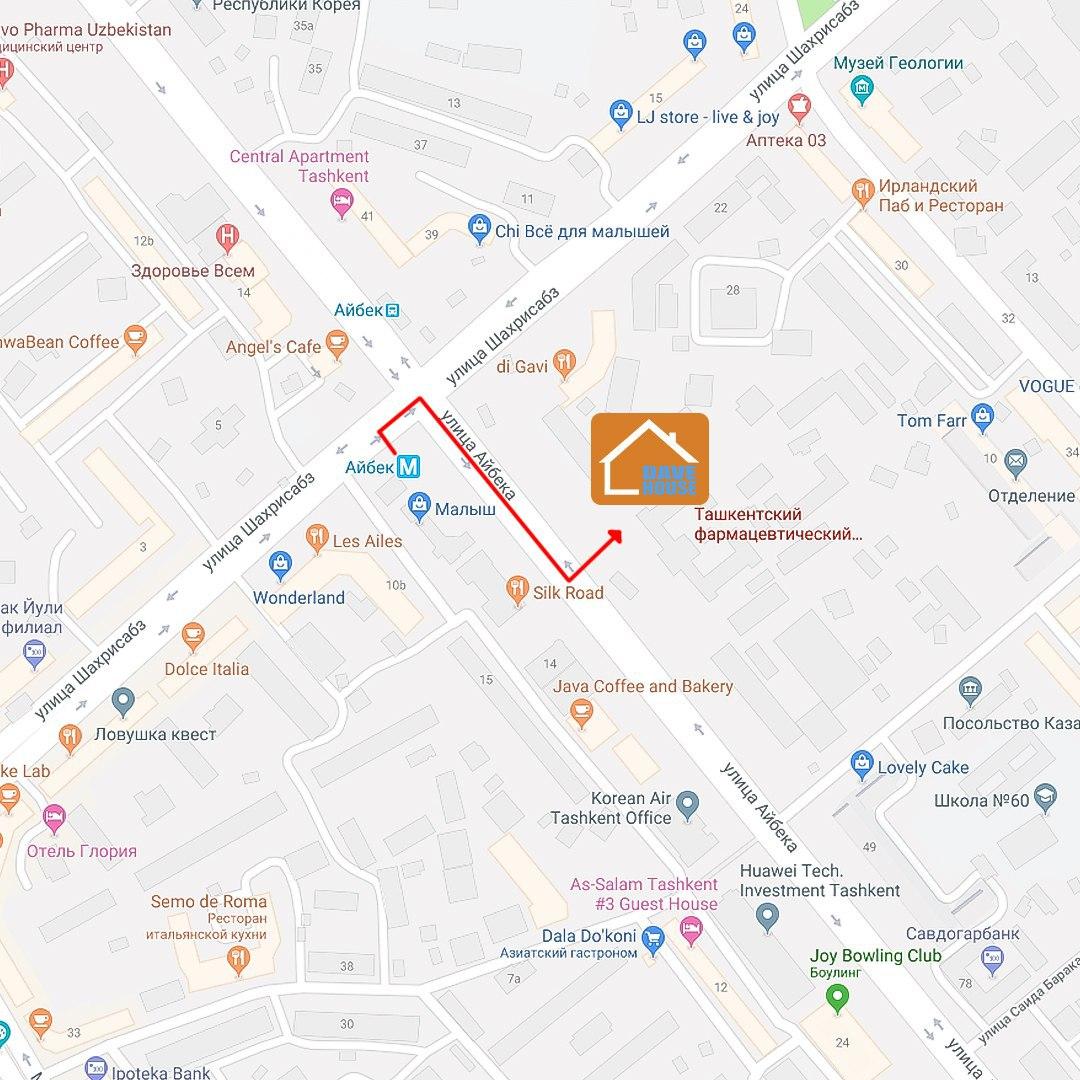 Республики Корея
vo Pharma Uzbekistan
дицинский центр
35а
24
улица Шахрисабз
35
13
15
Музей Геологии
LJ store - live & joy
Аптека 03
37
Central Apartment
Tashkent
41
11
39
Chi Всё для малышей
22
Ирландский
Паб и Ресторан
12b
Здоровье Всем
14
30
13
28
32
Айбек
улица Шахрисабз
nwaBean Coffee
Angel's Cafe
di Gavi
VOGUE
5
улица Айбека
Tom Farr
34
DAVE
HOUSE
10
Айбек M
Отделение
Малыш
улица Шахрисабз
Ташкентский
фармацевтический...
3
Les Ailes
10b
Wonderland
Silk Road
ак Йули
филиал
улица Шахрисабз
Dolce Italia
14
15
Java Coffee and Bakery
Посольство Каза
Ловушка квест
ke Lab
Lovely Cake
улица Айбека
Korean Air
Tashkent Office
Школа №60
Отель Глория
49
Huawei Tech.
Investment Tashkent
As-Salam Tashkent
#3 Guest House
Semo de Roma
Ресторан
итальянской кухни
Dala Do'koni
Азиатский гастроном
Савдогарбанк
Joy Bowling Club
Боулинг
38
7а
12
78
улица Саида Барака
33
30
24
улица
Ipoteka Bank